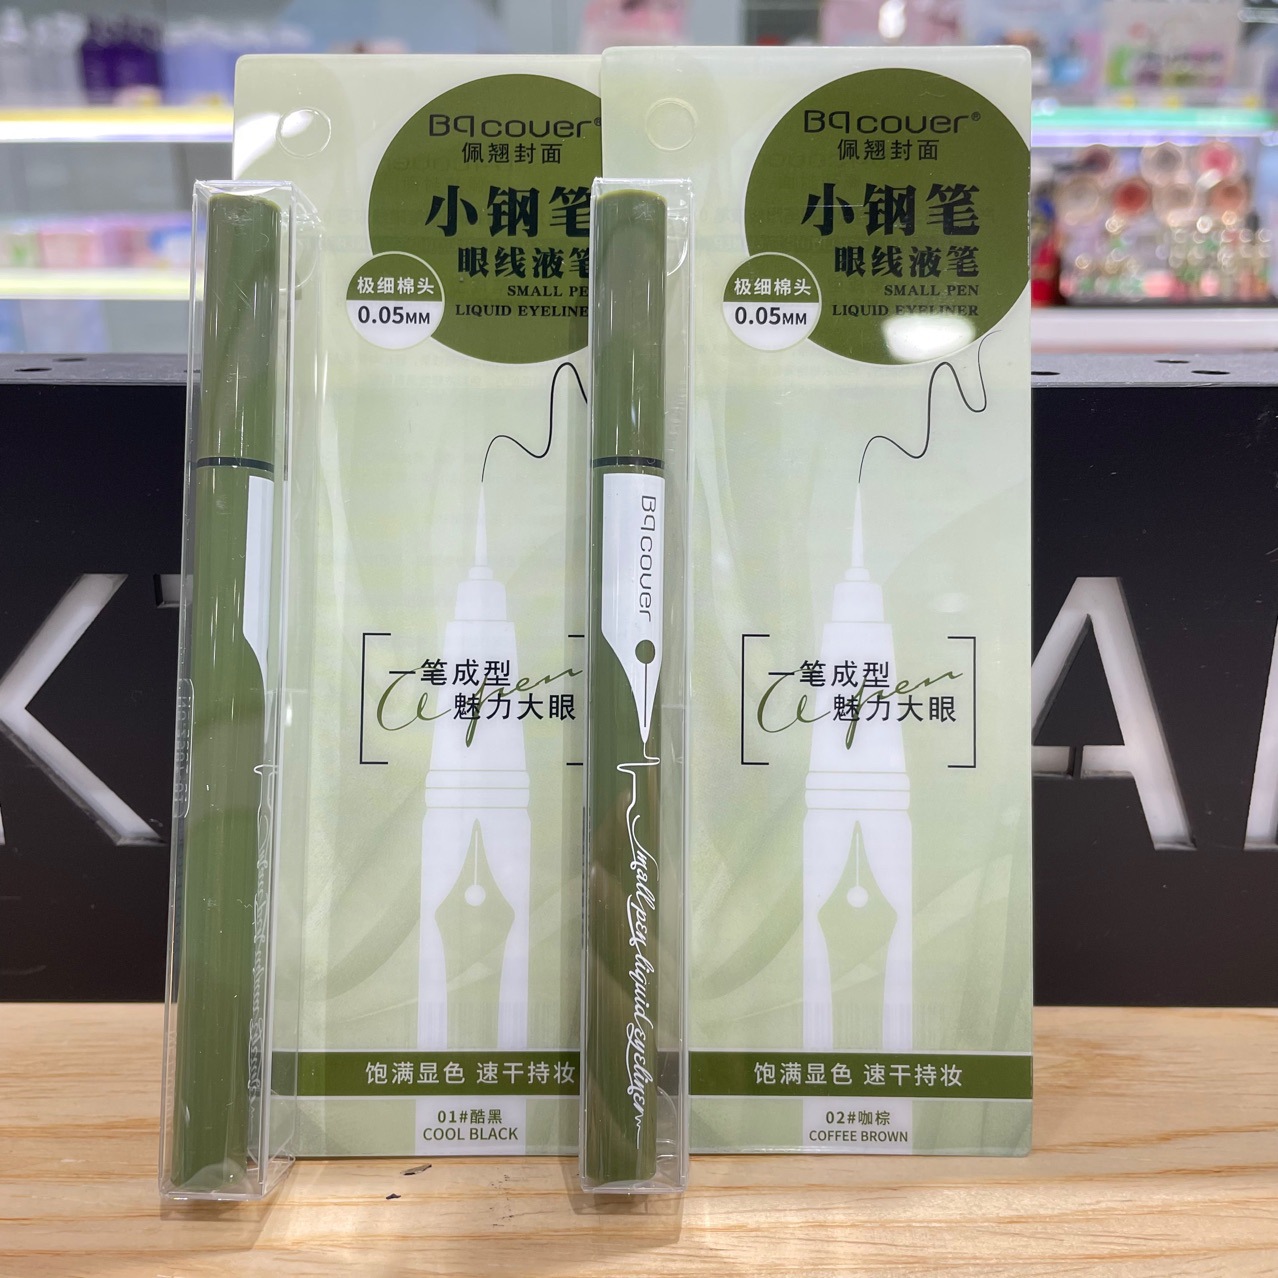 Bqcover®
佩翘封面
小钢笔
眼线液笔
SMALL PE
LIQUID EYELINE
极细棉头
0.05MM
一笔成型
a pen
魅力大眼
饱满显色 速干持妆
01#酷黑
COOL BLACK
Bqcover
Small pen liquid eyeliner
Bqcover®
佩翘封面
小钢笔
眼线液笔
SMALL PEN
LIQUID EYELINER
极细棉头
0.05MM
一笔成型
a pen
魅力大眼
饱满显色 速干持妆
02#咖棕
COFFEE BROWN